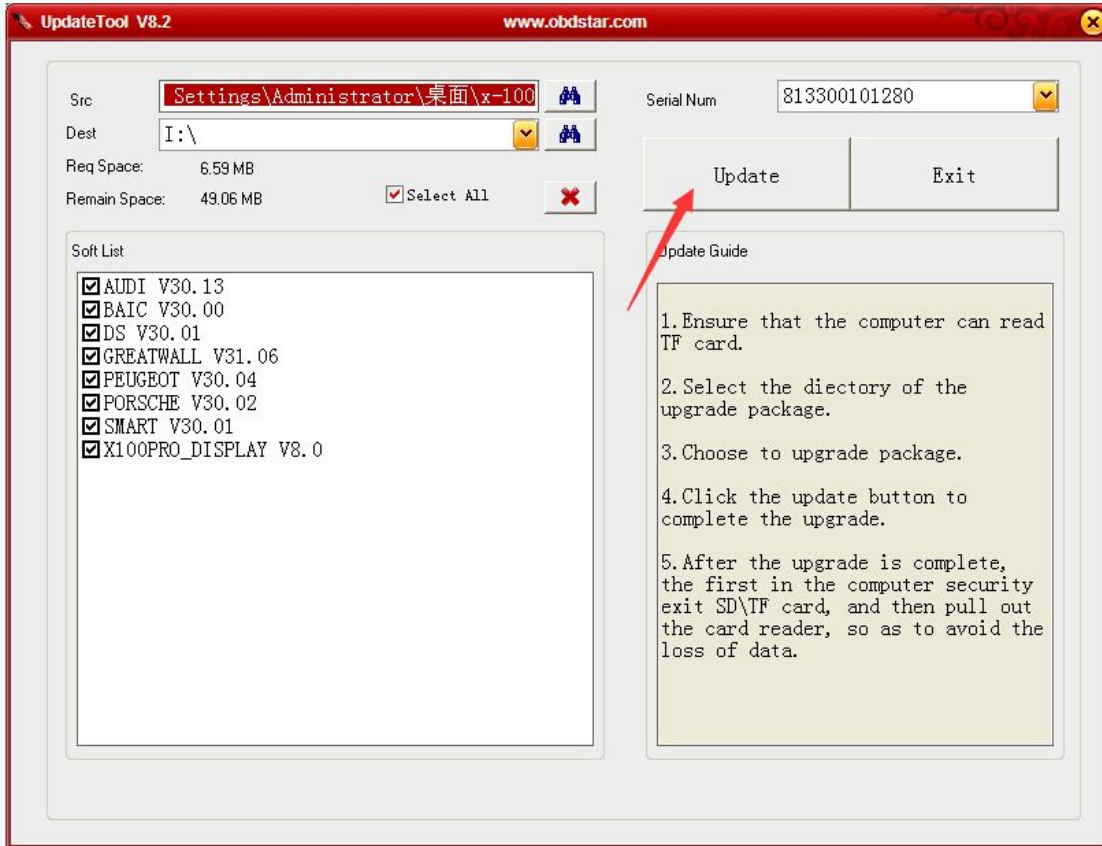 UpdateTool V8.2
www.obdstar.com
Src
Settings\Administrator\桌面\x-100
Serial Num
813300101280
Dest
I:\
Req Space:
6.59 MB
Update
Exit
Remain Space:
49.06 MB
Select All
Soft List
AUDI V30.13
BAIC V30.00
DS V30.01
GREATWALL V31.06
PEUGEOT V30.04
PORSCHE V30.02
SMART V30.01
X100PRO_DISPLAY V8.0
Update Guide
1.Ensure that the computer can read
TF card.
2.Select the diectory of the
upgrade package.
3.Choose to upgrade package.
4.Click the update button to
complete the upgrade.
5.After the upgrade is complete,
the first in the computer security
exit SD\TF card, and then pull out
the card reader, so as to avoid the
loss of data.